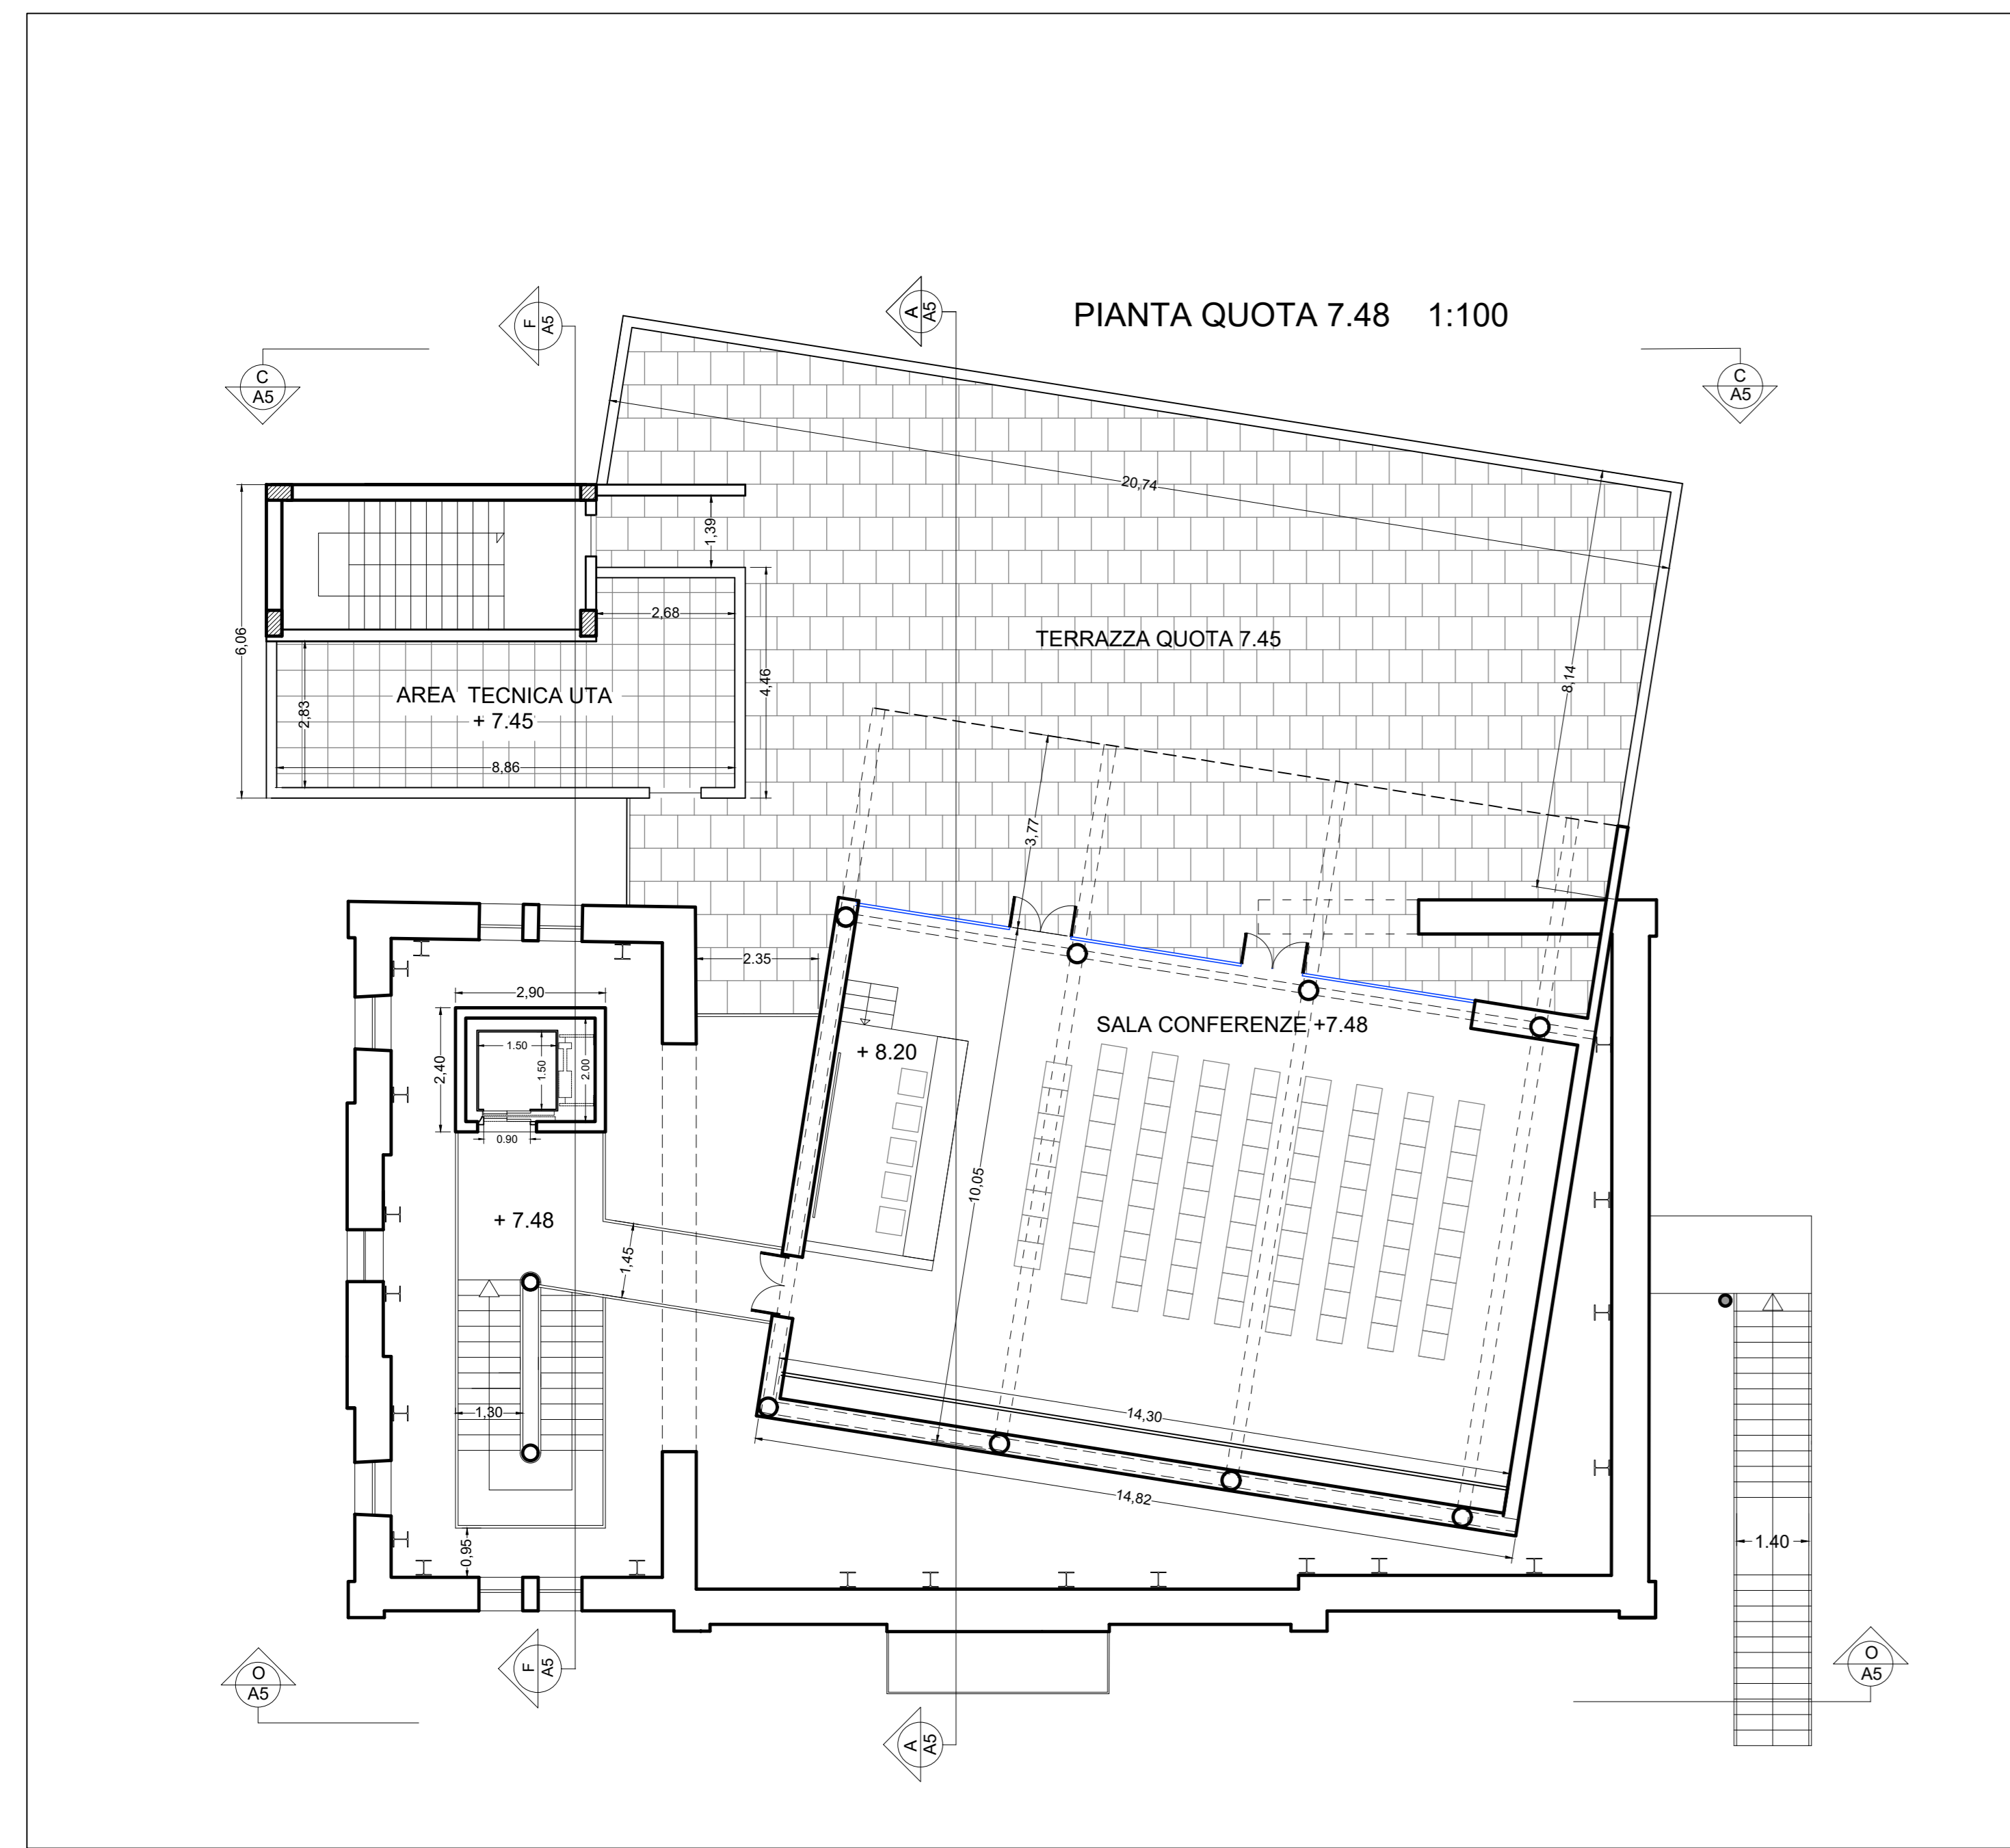 PIANTA QUOTA 7.48 1:100
F
A5
A
A5
C
A5
C
A5
20,74
1,39
2,68
6,06
TERRAZZA QUOTA 7.45
8,14
4,46
AREA TECNICA UTA
+ 7.45
2,83
8,86
3,77
2.35
2,90
SALA CONFERENZE +7.48
+ 8.20
1.50
1.50
2.00
2,40
0.90
10,05
+ 7.48
1,45
1,30
14,30
14,82
0,95
1.40
O
A5
F
A5
O
A5
A
A5